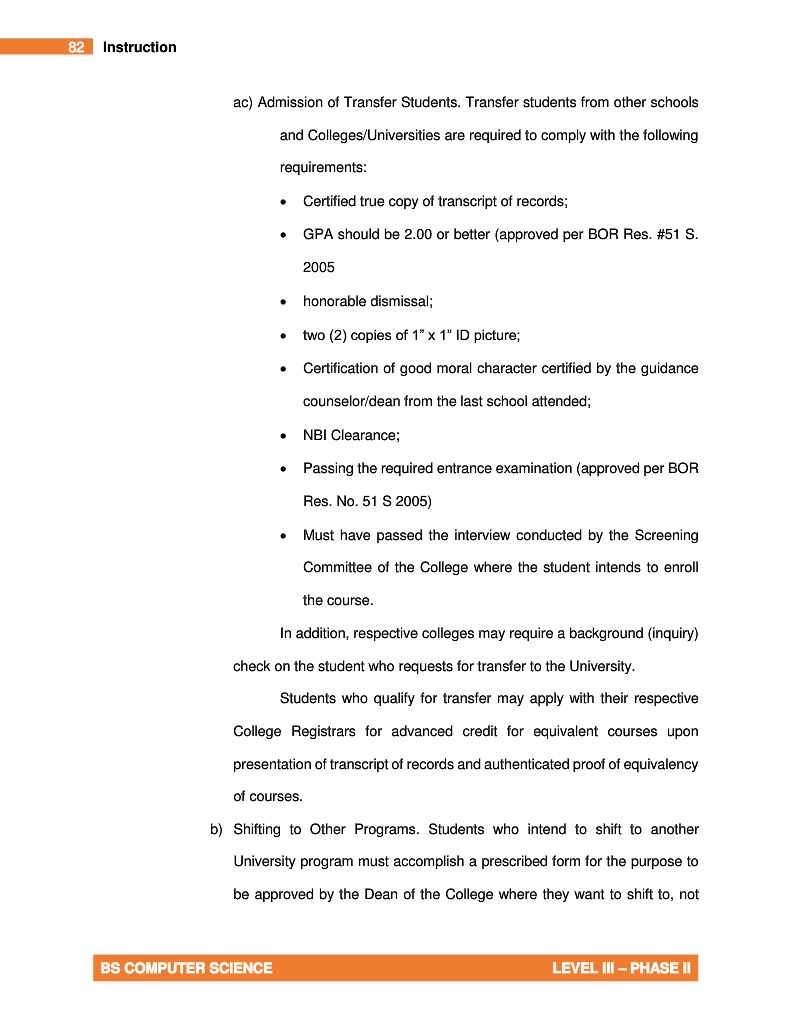 82 Instruction
ac) Admission of Transfer Students. Transfer students from other schools
and Colleges/Universities are required to comply with the following
requirements:
• Certified true copy of transcript of records;
• GPA should be 2.00 or better (approved per BOR Res. #51 S.
2005
• honorable dismissal;
• two (2) copies of 1” x 1” ID picture;
• Certification of good moral character certified by the guidance
counselor/dean from the last school attended;
• NBI Clearance;
• Passing the required entrance examination (approved per BOR
Res. No. 51 S 2005)
• Must have passed the interview conducted by the Screening
Committee of the College where the student intends to enroll
the course.
In addition, respective colleges may require a background (inquiry)
check on the student who requests for transfer to the University.
Students who qualify for transfer may apply with their respective
College Registrars for advanced credit for equivalent courses upon
presentation of transcript of records and authenticated proof of equivalency
of courses.
b) Shifting to Other Programs. Students who intend to shift to another
University program must accomplish a prescribed form for the purpose to
be approved by the Dean of the College where they want to shift to, not
BS COMPUTER SCIENCE LEVEL III – PHASE II